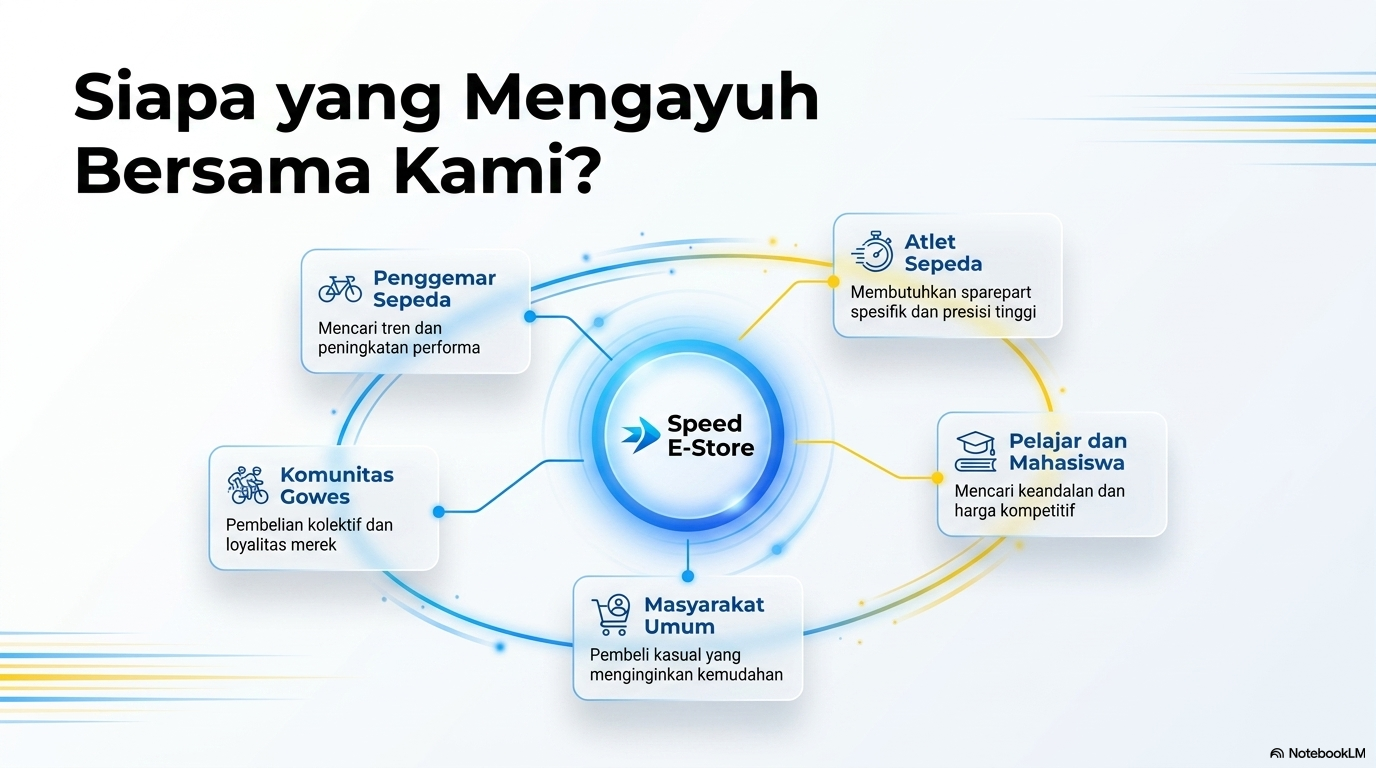 Siapa yang Mengayuh
Bersama Kami?
Penggemar
Sepeda
Mencari tren dan
peningkatan performa
Atlet
Sepeda
Membutuhkan sparepart
spesifik dan presisi tinggi
Speed
E-Store
Komunitas
Gowes
Pembelian kolektif dan
loyalitas merek
Pelajar dan
Mahasiswa
Mencari keandalan dan
harga kompetitif
Masyarakat
Umum
Pembeli kasual yang
menginginkan kemudahan
NotebookLM